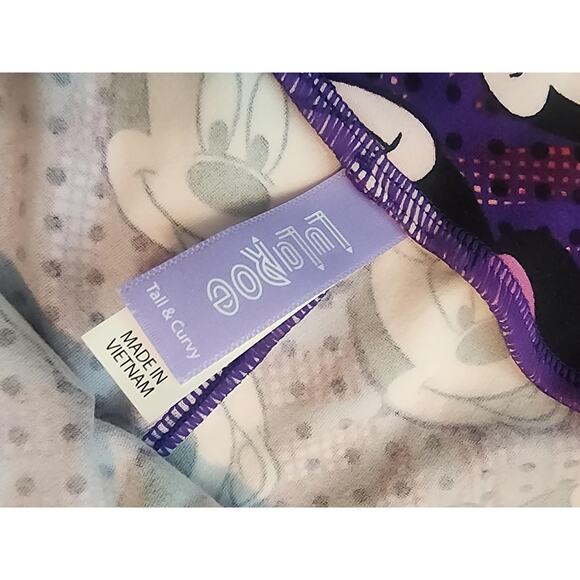 LuLaRoe
Tall & Curvy
MADE IN
VIETNAM